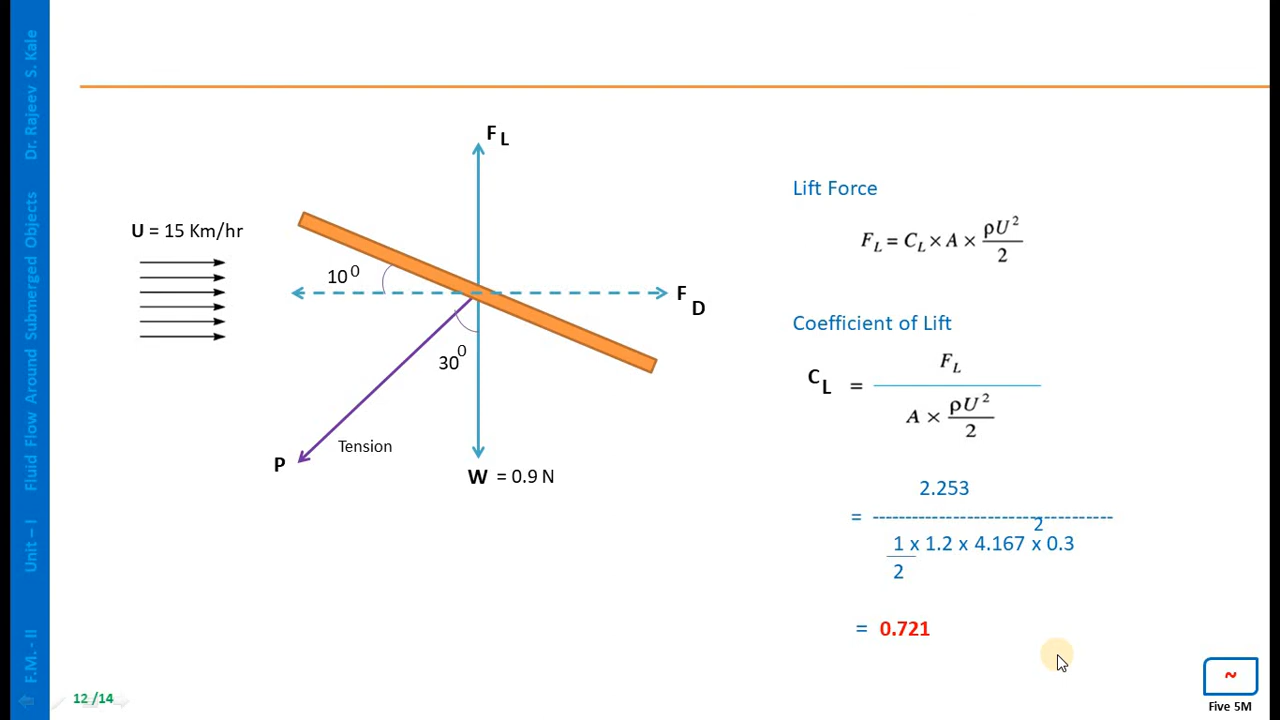 F.M. - II Unit – I Fluid Flow Around Submerged Objects Dr. Rajeev S. Kale
F L
U = 15 Km/hr
10⁰
F D
30⁰
Tension
P
W = 0.9 N
Lift Force
F_L = C_L × A × ρU² / 2
Coefficient of Lift
C L = F_L / A × ρU² / 2
2.253
= ------------------------------------
1 x 1.2 x 4.167² x 0.3
2
= 0.721
12 /14
~
Five 5M